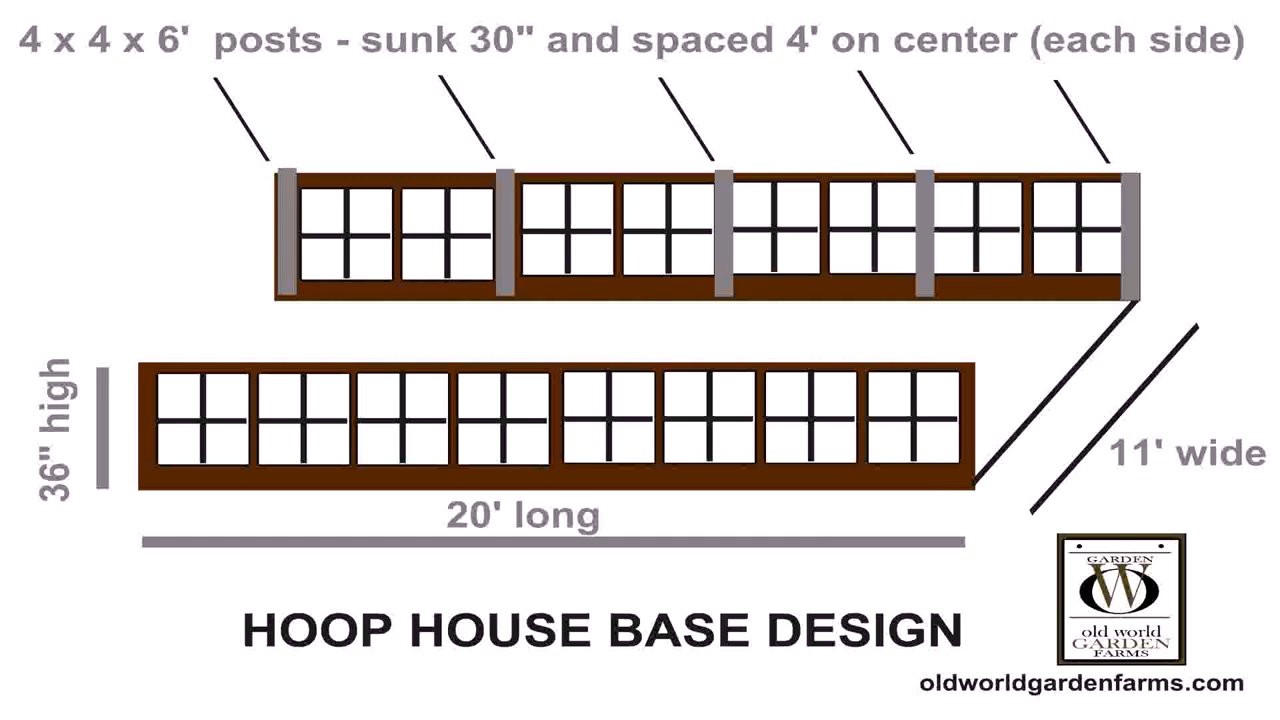 4 x 4 x 6' posts - sunk 30" and spaced 4' on center (each side)
36" high
11' wide
20' long
HOOP HOUSE BASE DESIGN
GARDEN
OW
old world
GARDEN
FARMS
oldworldgardenfarms.com